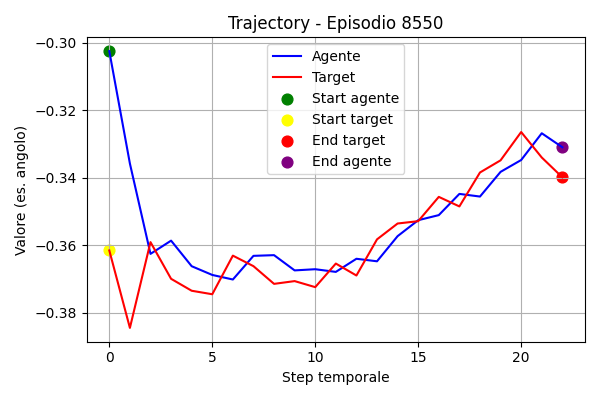 Trajectory - Episodio 8550
Valore (es. angolo)
−0.30
−0.32
−0.34
−0.36
−0.38
Agente
Target
Start agente
Start target
End target
End agente
0
5
10
15
20
Step temporale